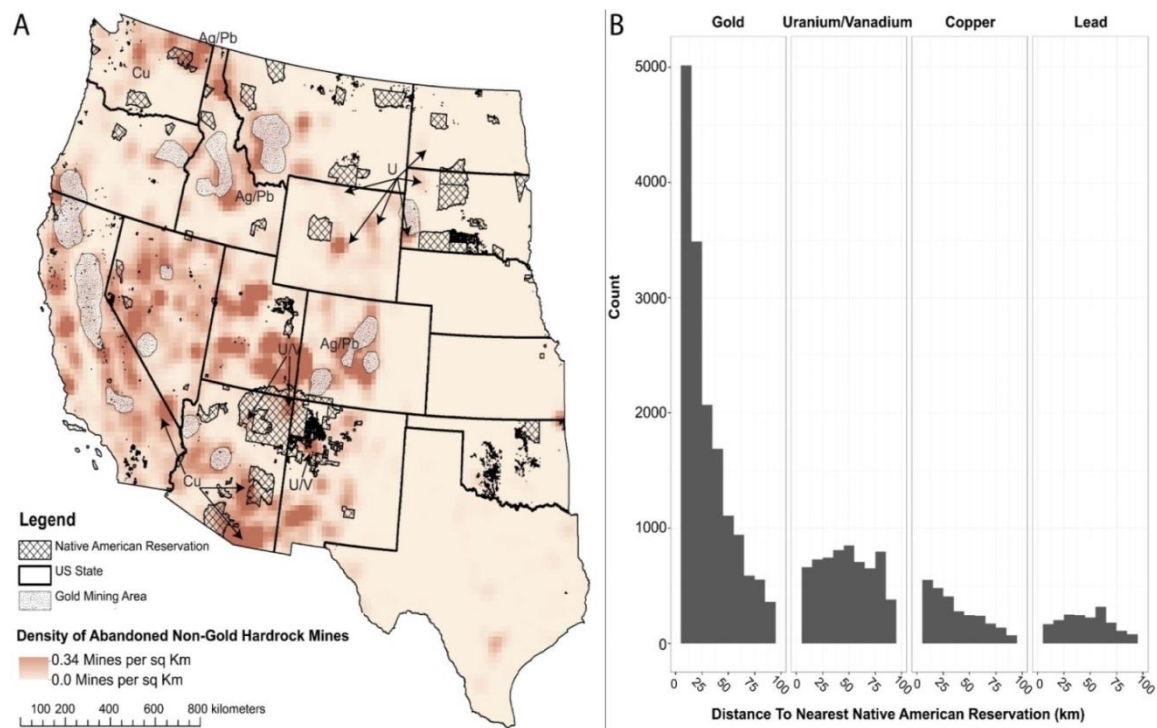 A
Ag/Pb
Cu
U
Ag/Pb
U/V
Ag/Pb
Cu
U/V
Legend
Native American Reservation
US State
Gold Mining Area
Density of Abandoned Non-Gold Hardrock Mines
0.34 Mines per sq Km
0.0 Mines per sq Km
100 200 400 600 800 kilometers
B
Gold Uranium/Vanadium Copper Lead
Count
5000
4000
3000
2000
1000
0
0 25 50 75 100 0 25 50 75 100 0 25 50 75 100 0 25 50 75 100
Distance To Nearest Native American Reservation (km)